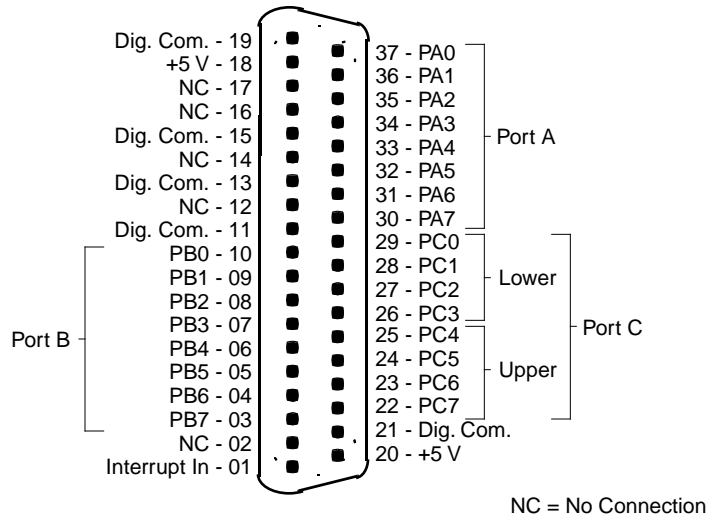 Dig. Com. - 19
+5 V - 18
NC - 17
NC - 16
Dig. Com. - 15
NC - 14
Dig. Com. - 13
NC - 12
Dig. Com. - 11
PB0 - 10
PB1 - 09
PB2 - 08
PB3 - 07
PB4 - 06
PB5 - 05
PB6 - 04
PB7 - 03
NC - 02
Interrupt In - 01
Port B
37 - PA0
36 - PA1
35 - PA2
34 - PA3
33 - PA4
32 - PA5
31 - PA6
30 - PA7
29 - PC0
28 - PC1
27 - PC2
26 - PC3
25 - PC4
24 - PC5
23 - PC6
22 - PC7
21 - Dig. Com.
20 - +5 V
Port A
Lower
Upper
Port C
NC = No Connection